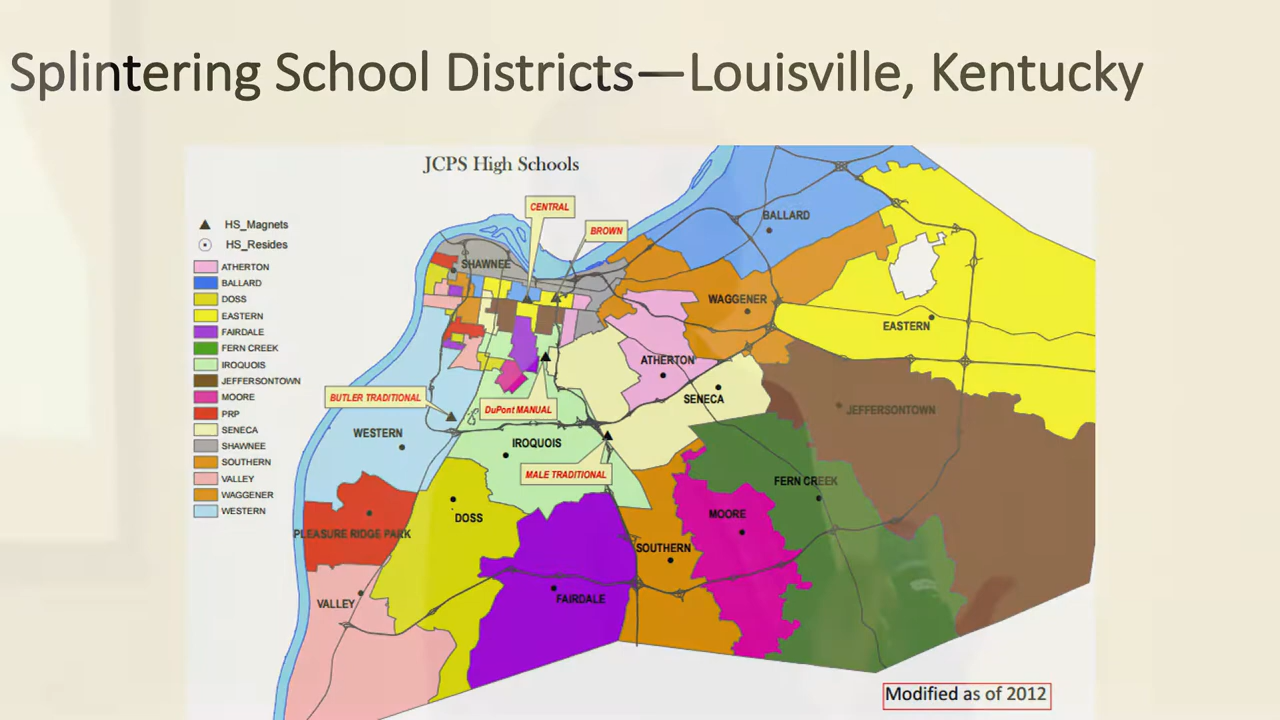 Splintering School Districts—Louisville, Kentucky
JCPS High Schools
HS_Magnets
HS_Resides
ATHERTON
BALLARD
DOSS
EASTERN
FAIRDALE
FERN CREEK
IROQUOIS
JEFFERSONTOWN
MOORE
PRP
SENECA
SHAWNEE
SOUTHERN
VALLEY
WAGGENER
WESTERN
CENTRAL
BROWN
BALLARD
SHAWNEE
WAGGENER
EASTERN
ATHERTON
SENECA
BUTLER TRADITIONAL
DuPont MANUAL
JEFFERSONTOWN
WESTERN
IROQUOIS
MALE TRADITIONAL
FERN CREEK
DOSS
MOORE
PLEASURE RIDGE PARK
SOUTHERN
VALLEY
FAIRDALE
Modified as of 2012